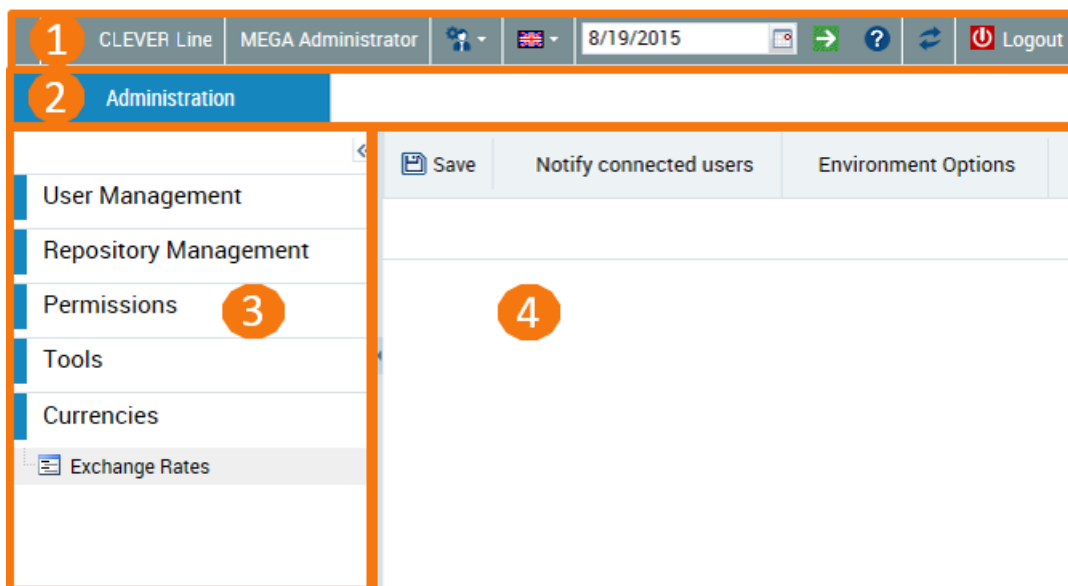 1 CLEVER Line MEGA Administrator 8/19/2015 ? Logout
2 Administration
Save Notify connected users Environment Options
User Management
Repository Management
Permissions
3
4
Tools
Currencies
Exchange Rates